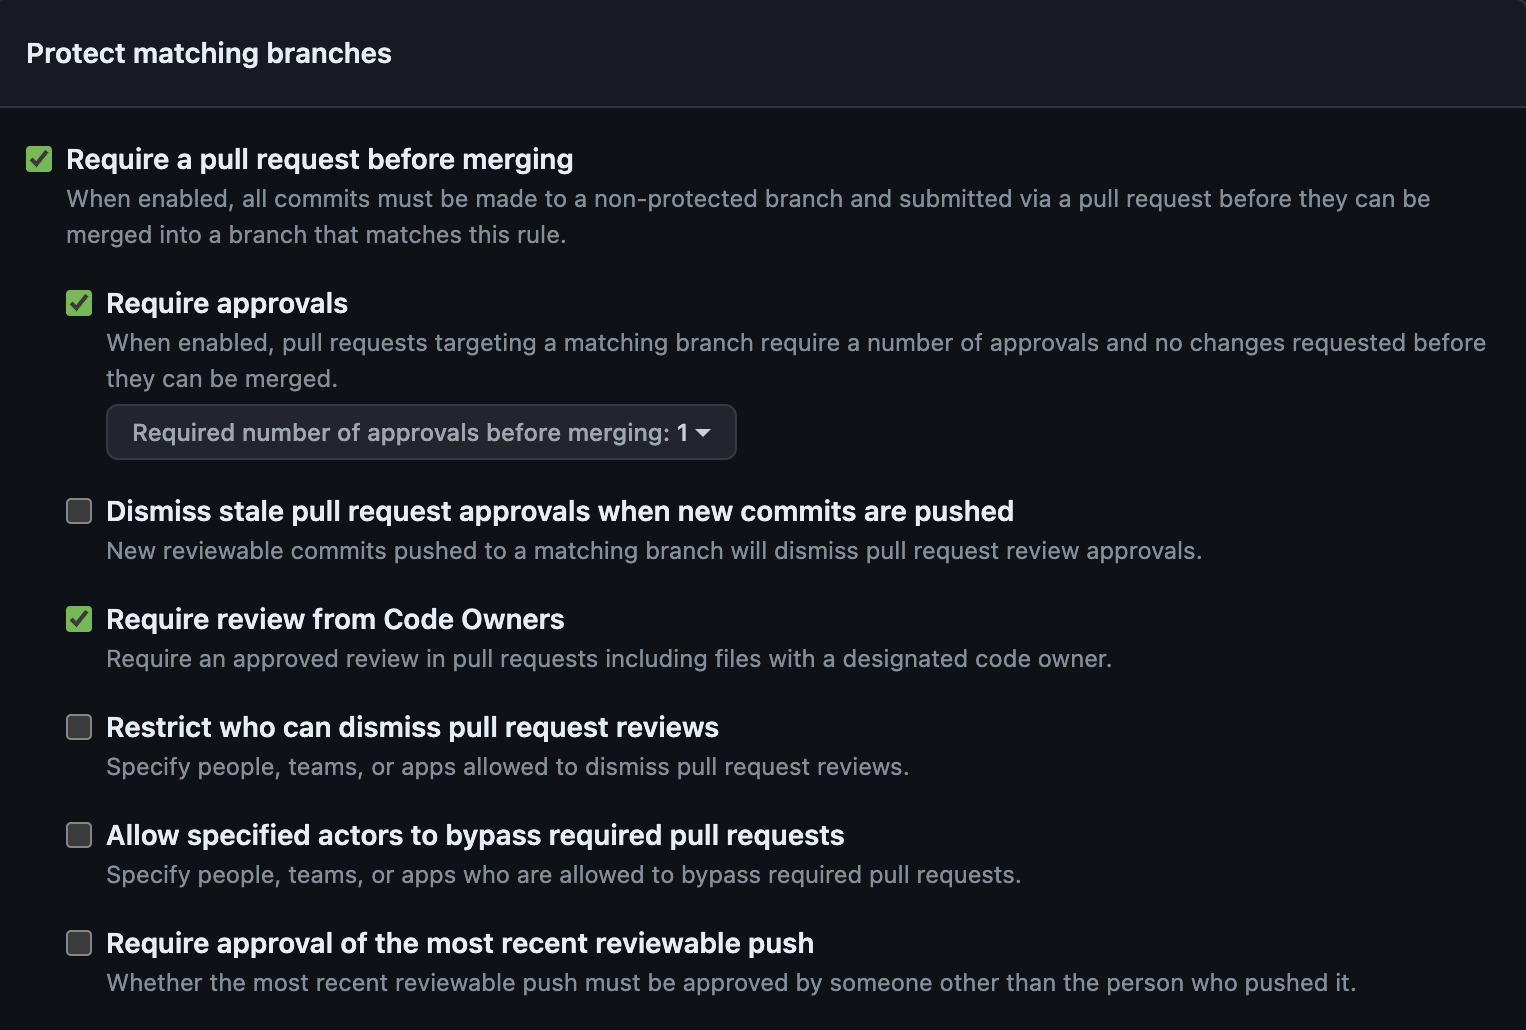 Protect matching branches
Require a pull request before merging
When enabled, all commits must be made to a non-protected branch and submitted via a pull request before they can be
merged into a branch that matches this rule.
Require approvals
When enabled, pull requests targeting a matching branch require a number of approvals and no changes requested before
they can be merged.
Required number of approvals before merging: 1
Dismiss stale pull request approvals when new commits are pushed
New reviewable commits pushed to a matching branch will dismiss pull request review approvals.
Require review from Code Owners
Require an approved review in pull requests including files with a designated code owner.
Restrict who can dismiss pull request reviews
Specify people, teams, or apps allowed to dismiss pull request reviews.
Allow specified actors to bypass required pull requests
Specify people, teams, or apps who are allowed to bypass required pull requests.
Require approval of the most recent reviewable push
Whether the most recent reviewable push must be approved by someone other than the person who pushed it.